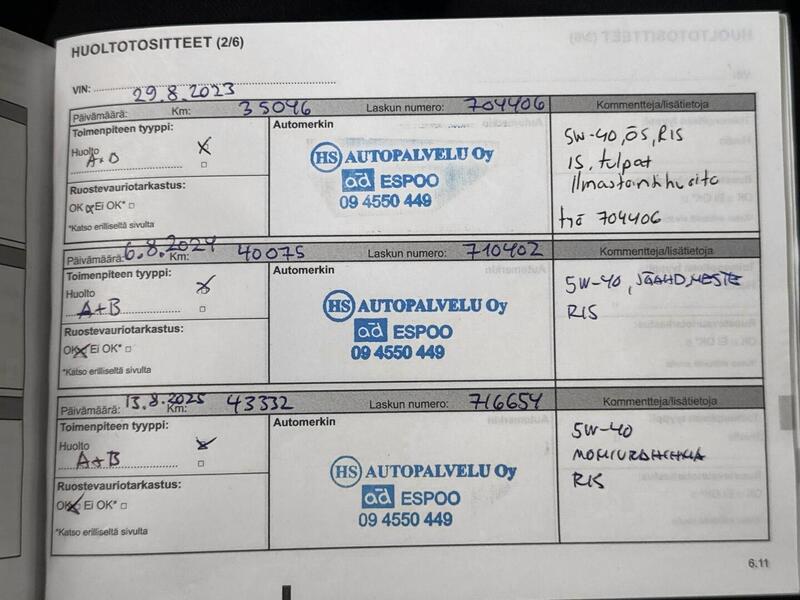 HUOLTOTOSITTEET (2/6)
VIN:
29.8.2023
Päivämäärä: Km: 35046 Laskun numero: 704406 Kommentteja/lisätietoja
Toimenpiteen tyyppi:
Huolto
A+B
Ruostevauriotarkastus:
OK Ei OK*
*Katso erilliseltä sivulta
Automerkin
HS AUTOPALVELU Oy
ad ESPOO
09 4550 449
5W-40, ÖS, RIS
IS, tulpat
Ilmastointihuolto
työ 704406
Päivämäärä: 6.8.2024 Km: 40075 Laskun numero: 710402 Kommentteja/lisätietoja
Toimenpiteen tyyppi:
Huolto
A+B
Ruostevauriotarkastus:
OK Ei OK*
*Katso erilliseltä sivulta
Automerkin
HS AUTOPALVELU Oy
ad ESPOO
09 4550 449
5W-40, JÄÄHD.NESTE
RIS
Päivämäärä: 13.8.2025 Km: 43332 Laskun numero: 716654 Kommentteja/lisätietoja
Toimenpiteen tyyppi:
Huolto
A+B
Ruostevauriotarkastus:
OK Ei OK*
*Katso erilliseltä sivulta
Automerkin
HS AUTOPALVELU Oy
ad ESPOO
09 4550 449
5W-40
RIS
6.11